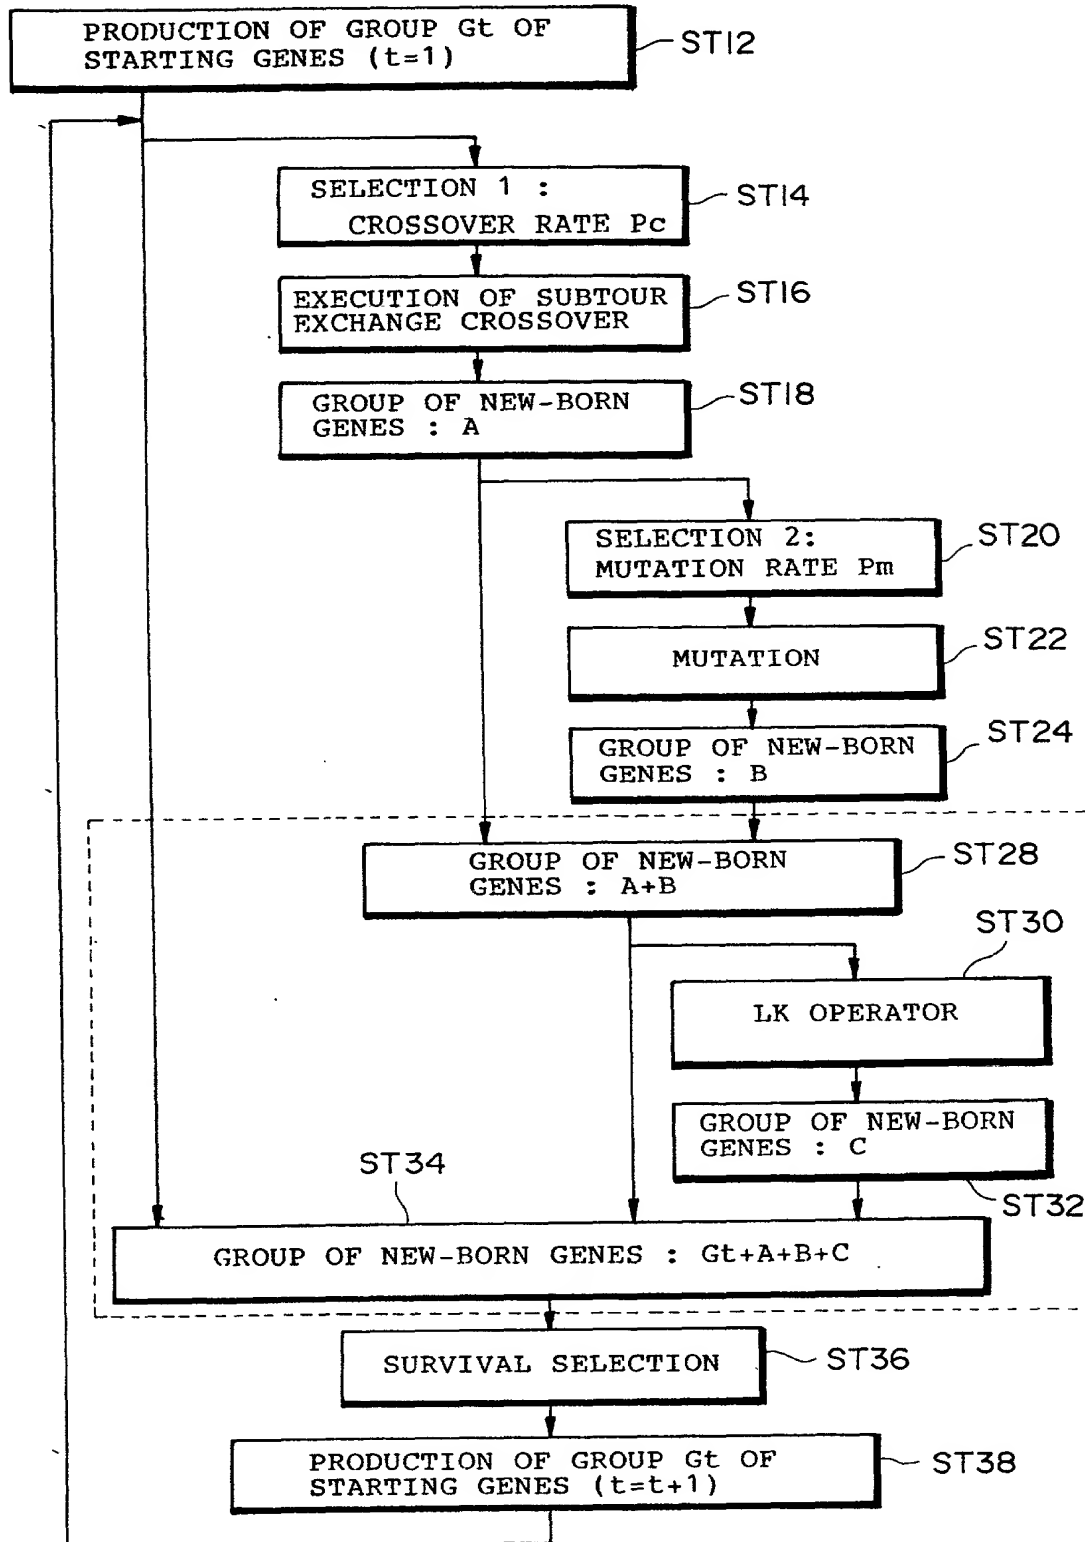 PRODUCTION OF GROUP Gt OF
STARTING GENES (t=1)
ST12
SELECTION 1 :
CROSSOVER RATE Pc
ST14
EXECUTION OF SUBTOUR
EXCHANGE CROSSOVER
ST16
GROUP OF NEW-BORN
GENES : A
ST18
SELECTION 2:
MUTATION RATE Pm
ST20
MUTATION
ST22
GROUP OF NEW-BORN
GENES : B
ST24
GROUP OF NEW-BORN
GENES : A+B
ST28
ST30
LK OPERATOR
GROUP OF NEW-BORN
GENES : C
ST32
ST34
GROUP OF NEW-BORN GENES : Gt+A+B+C
SURVIVAL SELECTION
ST36
PRODUCTION OF GROUP Gt OF
STARTING GENES (t=t+1)
ST38